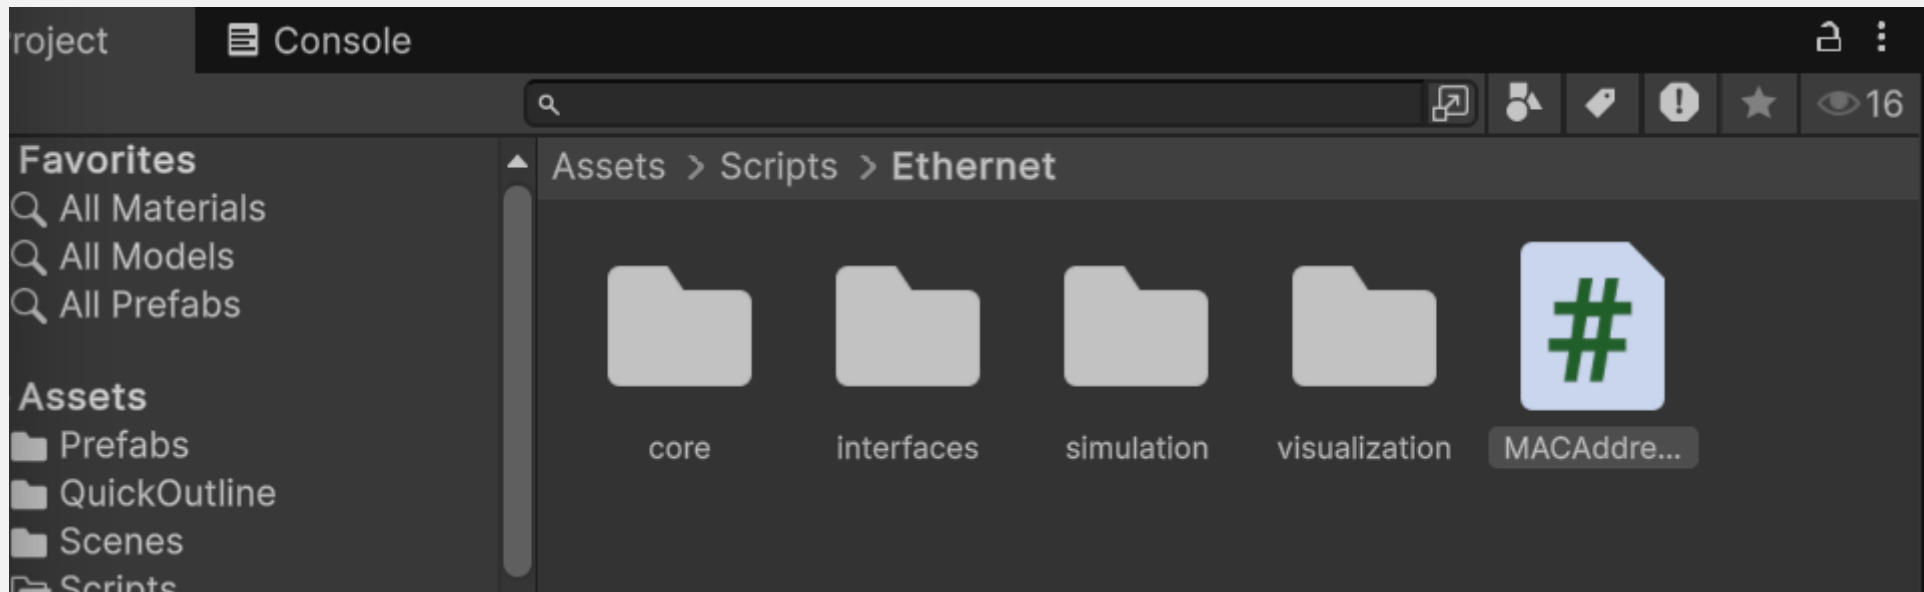 roject
Console
16
Favorites
All Materials
All Models
All Prefabs
Assets
Prefabs
QuickOutline
Scenes
Scripts
Assets > Scripts > Ethernet
core
interfaces
simulation
visualization
MACAddre...